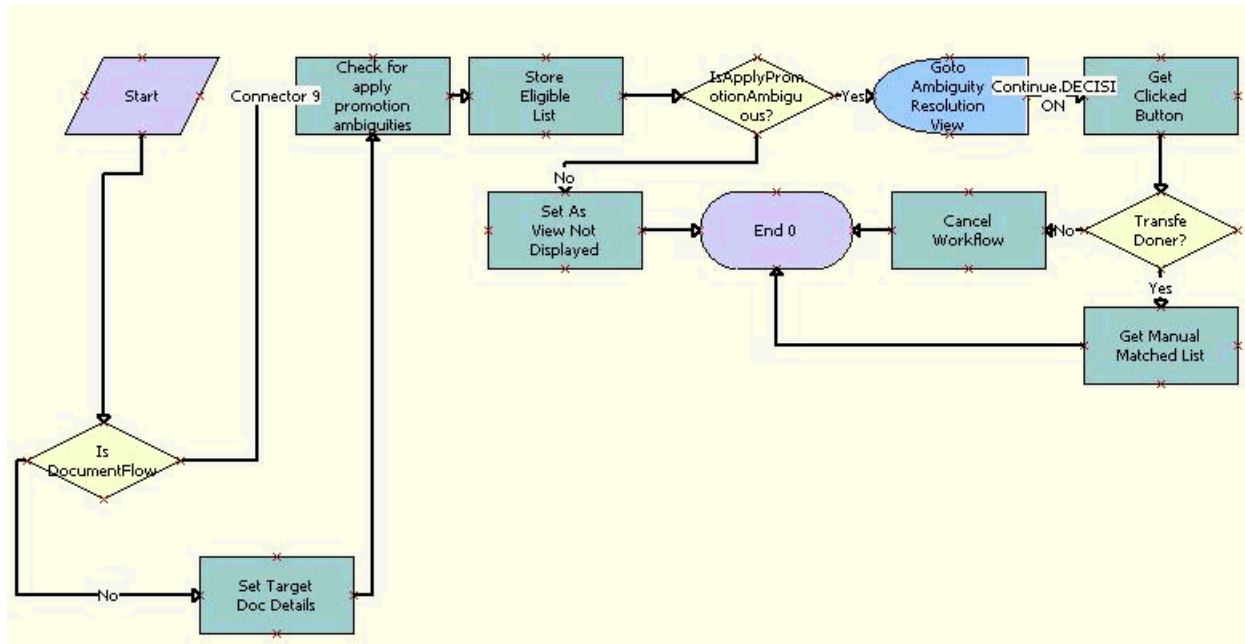 Start
Connector 9
Check for
apply
promotion
ambiguities
Store
Eligible
List
IsApplyProm
otionAmbigu
ous?
Yes
Goto
Ambiguity
Resolution
View
Continue.DECISI
ON
Get
Clicked
Button
No
Set As
View Not
Displayed
End 0
Cancel
Workflow
No
Transfe
Doner?
Yes
Get Manual
Matched List
Is
DocumentFlow
No
Set Target
Doc Details